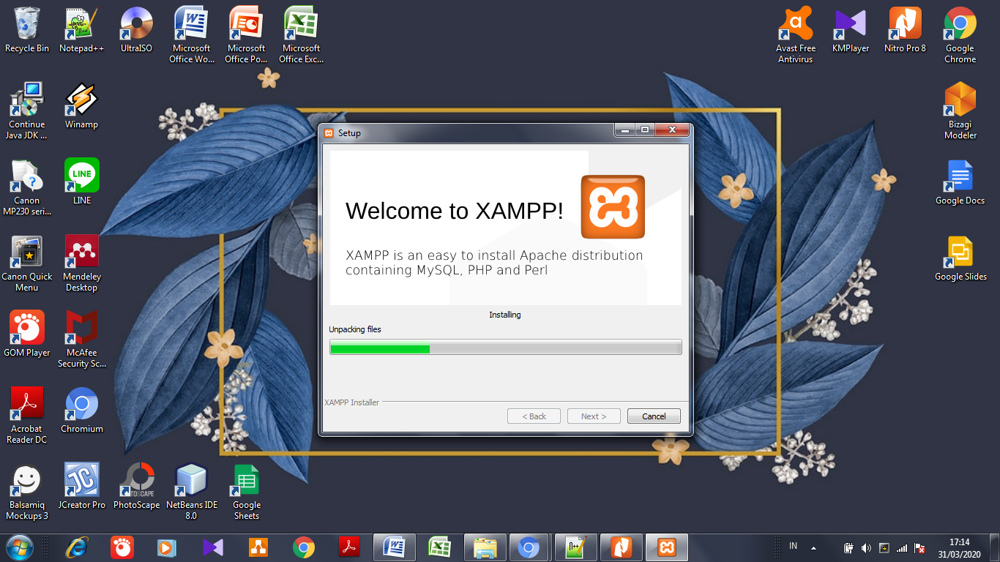 Recycle Bin
Notepad++
UltraISO
Microsoft
Office Wo...
Microsoft
Office Po...
Microsoft
Office Exc...
Avast Free
Antivirus
KMPlayer
Nitro Pro 8
Google
Chrome
Continue
Java JDK ...
Winamp
Bizagi
Modeler
Canon
MP230 seri...
LINE
LINE
Google Docs
Canon Quick
Menu
Mendeley
Desktop
Google Slides
GOM Player
McAfee
Security Sc...
Acrobat
Reader DC
Chromium
Balsamiq
Mockups 3
JC
JCreator Pro
OTOSCAPE
PhotoScape
NetBeans IDE
8.0
Google
Sheets
Setup
Welcome to XAMPP!
XAMPP is an easy to install Apache distribution
containing MySQL, PHP and Perl
Installing
Unpacking files
XAMPP Installer
< Back
Next >
Cancel
IN
17:14
31/03/2020